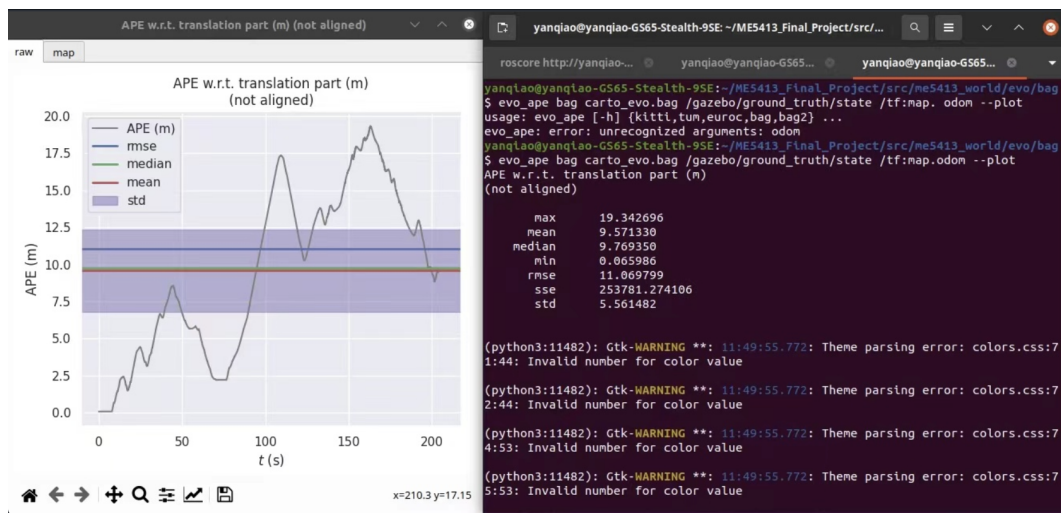 APE w.r.t. translation part (m) (not aligned)
raw map
APE w.r.t. translation part (m)
(not aligned)
20.0
17.5
15.0
12.5
10.0
7.5
5.0
2.5
0.0
APE (m)
APE (m)
rmse
median
mean
std
0 50 100 150 200
t (s)
x=210.3 y=17.15
yanqiao@yanqiao-GS65-Stealth-9SE: ~/ME5413_Final_Project/src/...
roscore http://yanqiao-... yanqiao@yanqiao-GS65... yanqiao@yanqiao-GS65...
yanqiao@yanqiao-GS65-Stealth-9SE:~/ME5413_Final_Project/src/me5413_world/evo/bag
$ evo_ape bag carto_evo.bag /gazebo/ground_truth/state /tf:map. odom --plot
usage: evo_ape [-h] {kitti,tum,euroc,bag,bag2} ...
evo_ape: error: unrecognized arguments: odom
yanqiao@yanqiao-GS65-Stealth-9SE:~/ME5413_Final_Project/src/me5413_world/evo/bag
$ evo_ape bag carto_evo.bag /gazebo/ground_truth/state /tf:map.odom --plot
APE w.r.t. translation part (m)
(not aligned)
max 19.342696
mean 9.571330
median 9.769350
min 0.065986
rmse 11.069799
sse 253781.274106
std 5.561482
(python3:11482): Gtk-WARNING **: 11:49:55.772: Theme parsing error: colors.css:7
1:44: Invalid number for color value
(python3:11482): Gtk-WARNING **: 11:49:55.772: Theme parsing error: colors.css:7
2:44: Invalid number for color value
(python3:11482): Gtk-WARNING **: 11:49:55.772: Theme parsing error: colors.css:7
4:53: Invalid number for color value
(python3:11482): Gtk-WARNING **: 11:49:55.772: Theme parsing error: colors.css:7
5:53: Invalid number for color value